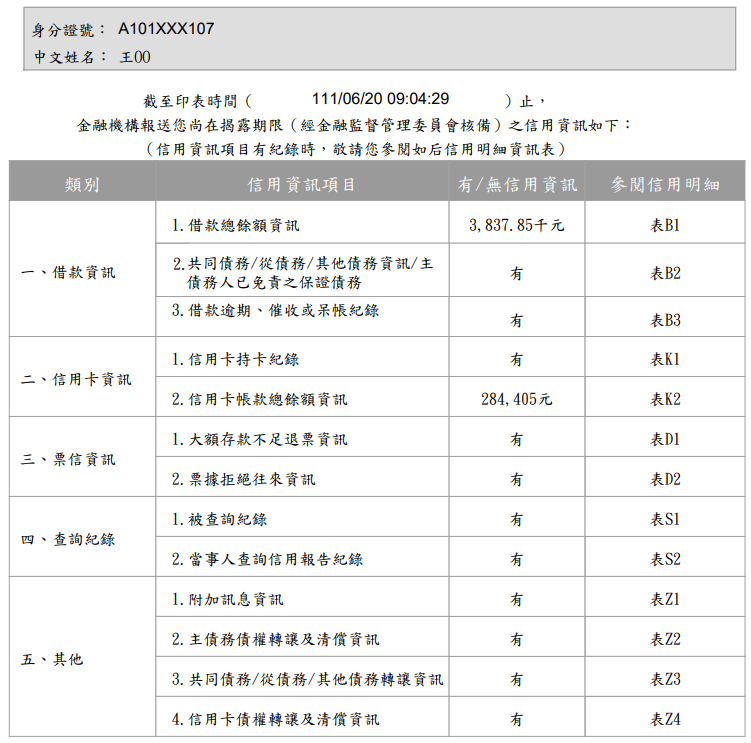 身分證號： A101XXX107
中文姓名： 王OO
截至印表時間（ 111/06/20 09:04:29 ）止，
金融機構報送您尚在揭露期限（經金融監督管理委員會核備）之信用資訊如下：
（信用資訊項目有紀錄時，敬請您參閱如后信用明細資訊表）
類別 信用資訊項目 有/無信用資訊 參閱信用明細
一、借款資訊
1.借款總餘額資訊 3,837.85千元 表B1
2.共同債務/從債務/其他債務資訊/主
債務人已免責之保證債務 有 表B2
3.借款逾期、催收或呆帳紀錄 有 表B3
二、信用卡資訊
1.信用卡持卡紀錄 有 表K1
2.信用卡帳款總餘額資訊 284,405元 表K2
三、票信資訊
1.大額存款不足退票資訊 有 表D1
2.票據拒絕往來資訊 有 表D2
四、查詢紀錄
1.被查詢紀錄 有 表S1
2.當事人查詢信用報告紀錄 有 表S2
五、其他
1.附加訊息資訊 有 表Z1
2.主債務債權轉讓及清償資訊 有 表Z2
3.共同債務/從債務/其他債務轉讓資訊 有 表Z3
4.信用卡債權轉讓及清償資訊 有 表Z4